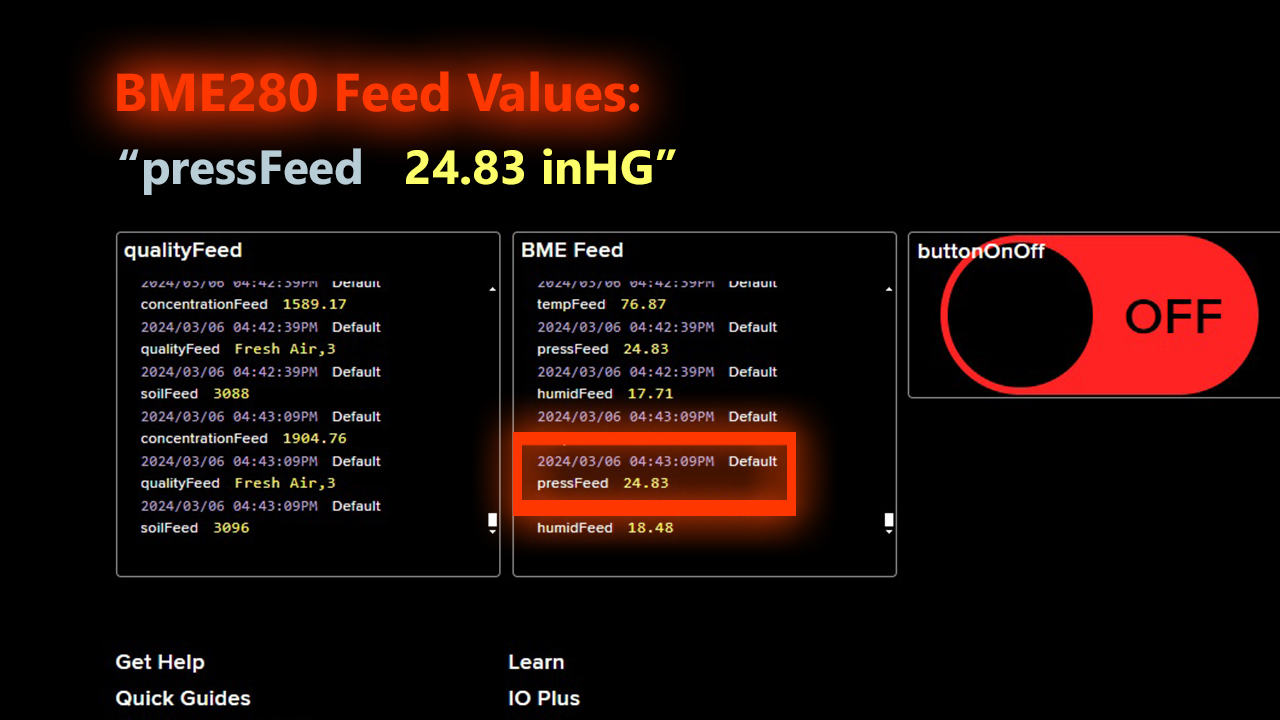 BME280 Feed Values:
“pressFeed 24.83 inHG”
qualityFeed
2024/03/06 04:42:39PM Default
concentrationFeed 1589.17
2024/03/06 04:42:39PM Default
qualityFeed Fresh Air,3
2024/03/06 04:42:39PM Default
soilFeed 3088
2024/03/06 04:43:09PM Default
concentrationFeed 1904.76
2024/03/06 04:43:09PM Default
qualityFeed Fresh Air,3
2024/03/06 04:43:09PM Default
soilFeed 3096
BME Feed
2024/03/06 04:42:39PM Default
tempFeed 76.87
2024/03/06 04:42:39PM Default
pressFeed 24.83
2024/03/06 04:42:39PM Default
humidFeed 17.71
2024/03/06 04:43:09PM Default
2024/03/06 04:43:09PM Default
pressFeed 24.83
humidFeed 18.48
buttonOnOff
OFF
Get Help
Quick Guides
Learn
IO Plus